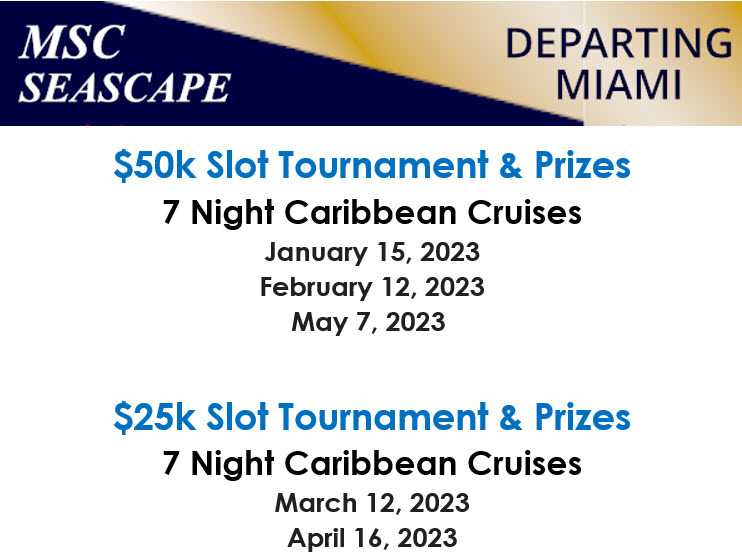 MSC
SEASCAPE
DEPARTING
MIAMI
$50k Slot Tournament & Prizes
7 Night Caribbean Cruises
January 15, 2023
February 12, 2023
May 7, 2023
$25k Slot Tournament & Prizes
7 Night Caribbean Cruises
March 12, 2023
April 16, 2023